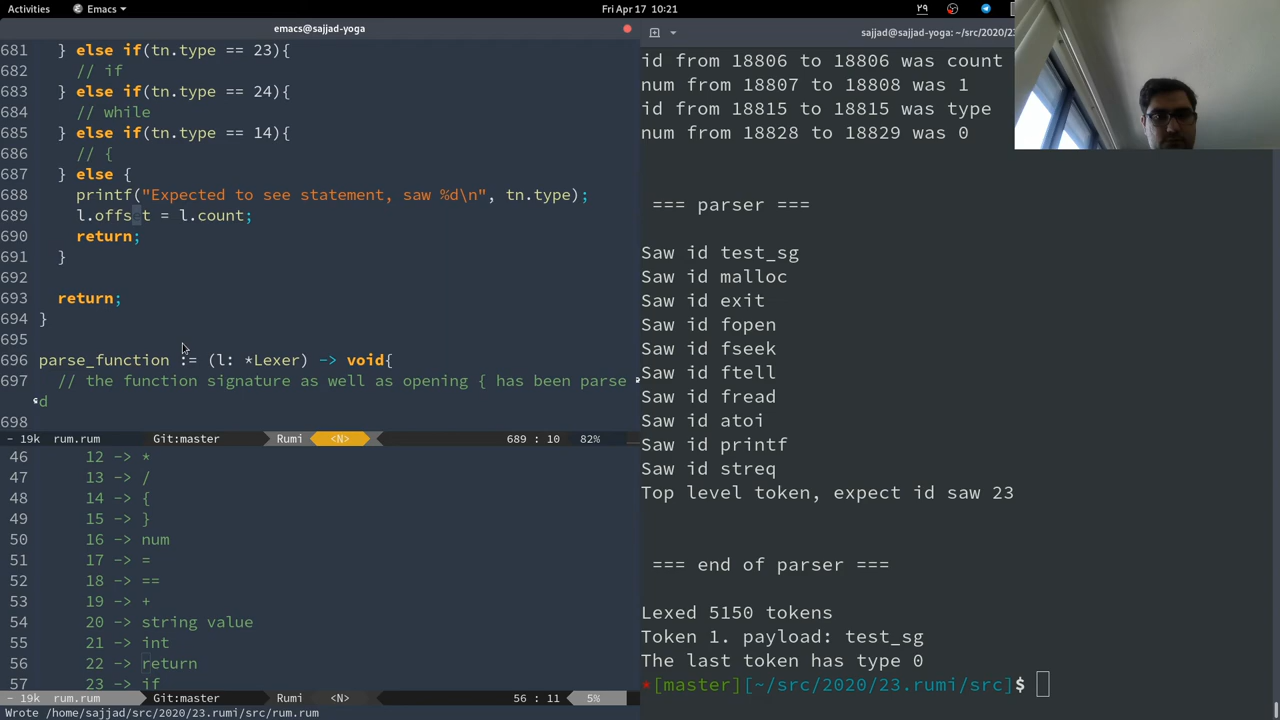 Activities
Emacs
Fri Apr 17 10:21
۲۹
emacs@sajjad-yoga
681 } else if(tn.type == 23){
682 // if
683 } else if(tn.type == 24){
684 // while
685 } else if(tn.type == 14){
686 // {
687 } else {
688 printf("Expected to see statement, saw %d\n", tn.type);
689 l.offset = l.count;
690 return;
691 }
692
693 return;
694 }
695
696 parse_function := (l: *Lexer) -> void{
697 // the function signature as well as opening { has been parse
d
698
- 19k rum.rum Git:master Rumi <N> 689 : 10 82%
46 12 -> *
47 13 -> /
48 14 -> {
49 15 -> }
50 16 -> num
51 17 -> =
52 18 -> ==
53 19 -> +
54 20 -> string value
55 21 -> int
56 22 -> return
57 23 -> if
- 19k rum.rum Git:master Rumi <N> 56 : 11 5%
Wrote /home/sajjad/src/2020/23.rumi/src/rum.rum
sajjad@sajjad-yoga: ~/src/2020/23
id from 18806 to 18806 was count
num from 18807 to 18808 was 1
id from 18815 to 18815 was type
num from 18828 to 18829 was 0
=== parser ===
Saw id test_sg
Saw id malloc
Saw id exit
Saw id fopen
Saw id fseek
Saw id ftell
Saw id fread
Saw id atoi
Saw id printf
Saw id streq
Top level token, expect id saw 23
=== end of parser ===
Lexed 5150 tokens
Token 1. payload: test_sg
The last token has type 0
*[master][~/src/2020/23.rumi/src]$